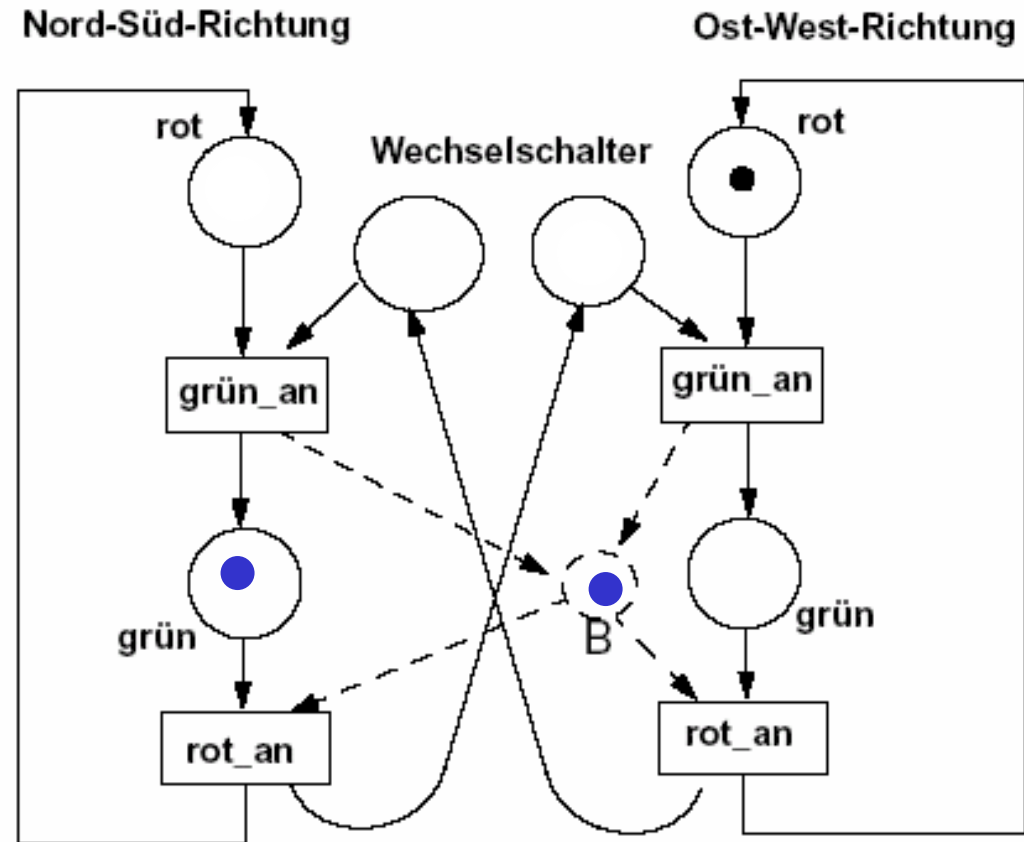 Nord-Süd-Richtung
Ost-West-Richtung
rot
rot
Wechselschalter
grün_an
grün_an
grün
grün
B
rot_an
rot_an